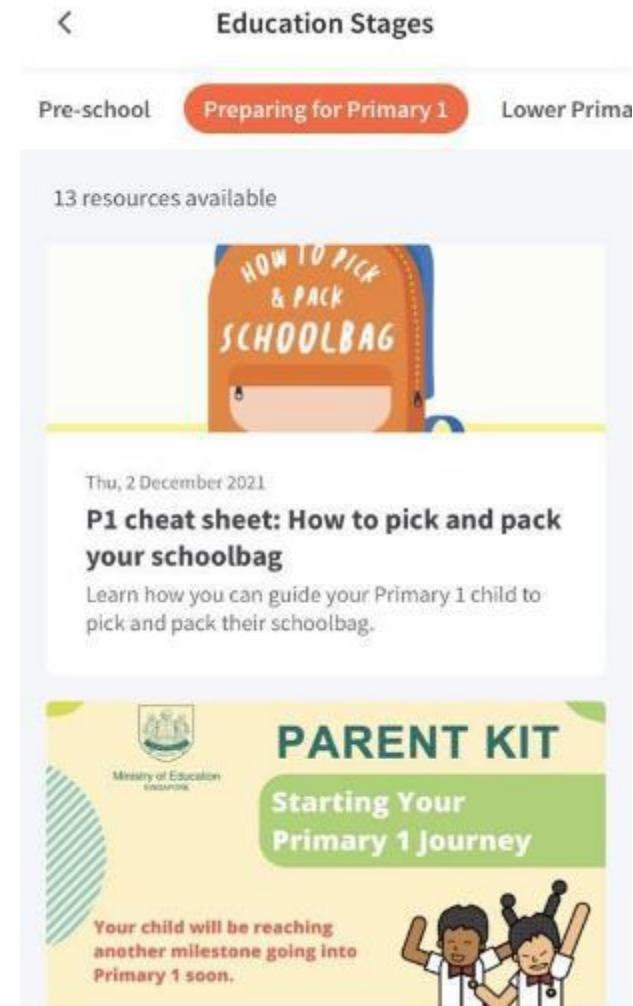 Education Stages
Pre-school
Preparing for Primary 1
Lower Prima
13 resources available
HOW TO PICK
& PACK
SCHOOLBAG
Thu, 2 December 2021
P1 cheat sheet: How to pick and pack
your schoolbag
Learn how you can guide your Primary 1 child to
pick and pack their schoolbag.
Ministry of Education
SINGAPORE
PARENT KIT
Starting Your
Primary 1 Journey
Your child will be reaching
another milestone going into
Primary 1 soon.